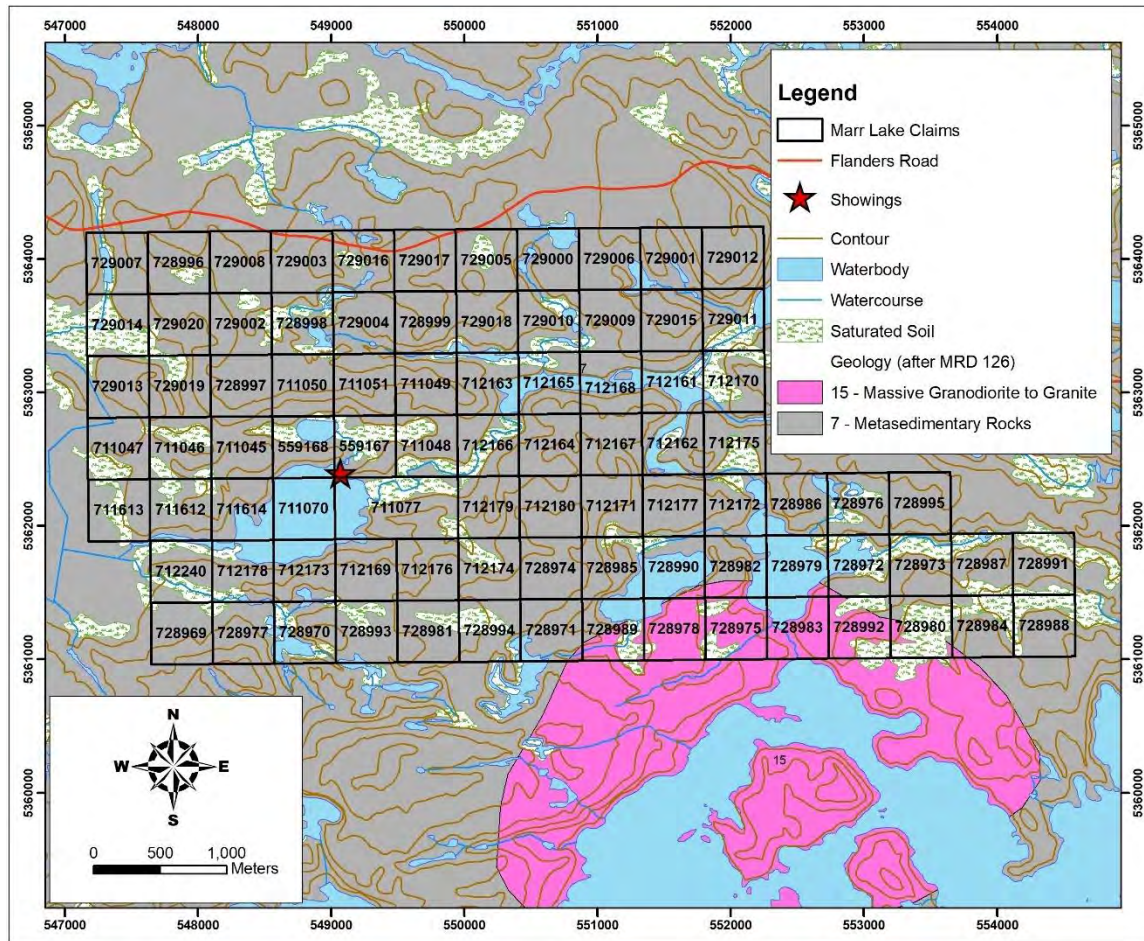 547000 548000 549000 550000 551000 552000 553000 554000
Legend
Marr Lake Claims
Flanders Road
Showings
Contour
Waterbody
Watercourse
Saturated Soil
Geology (after MRD 126)
15 - Massive Granodiorite to Granite
7 - Metasedimentary Rocks
5365000 5365000
5364000 5364000
5363000 5363000
5362000 5362000
5361000 5361000
5360000 5360000
729007 728996 729008 729003 729016 729017 729005 729000 729006 729001 729012
729014 729020 729002 728998 729004 728999 729018 729010 729009 729015 729011
7
729013 729019 728997 711050 711051 711049 712163 712165 712168 712161 712170
711047 711046 711045 559168 559167 711048 712166 712164 712167 712162 712175
711613 711612 711614 711070 711077 712179 712180 712171 712177 712172 728986 728976 728995
712240 712178 712173 712169 712176 712174 728974 728985 728990 728982 728979 728972 728973 728987 728991
728969 728977 728970 728993 728981 728994 728971 728989 728978 728975 728983 728992 728980 728984 728988
15
N
W E
S
0 500 1,000
Meters
547000 548000 549000 550000 551000 552000 553000 554000